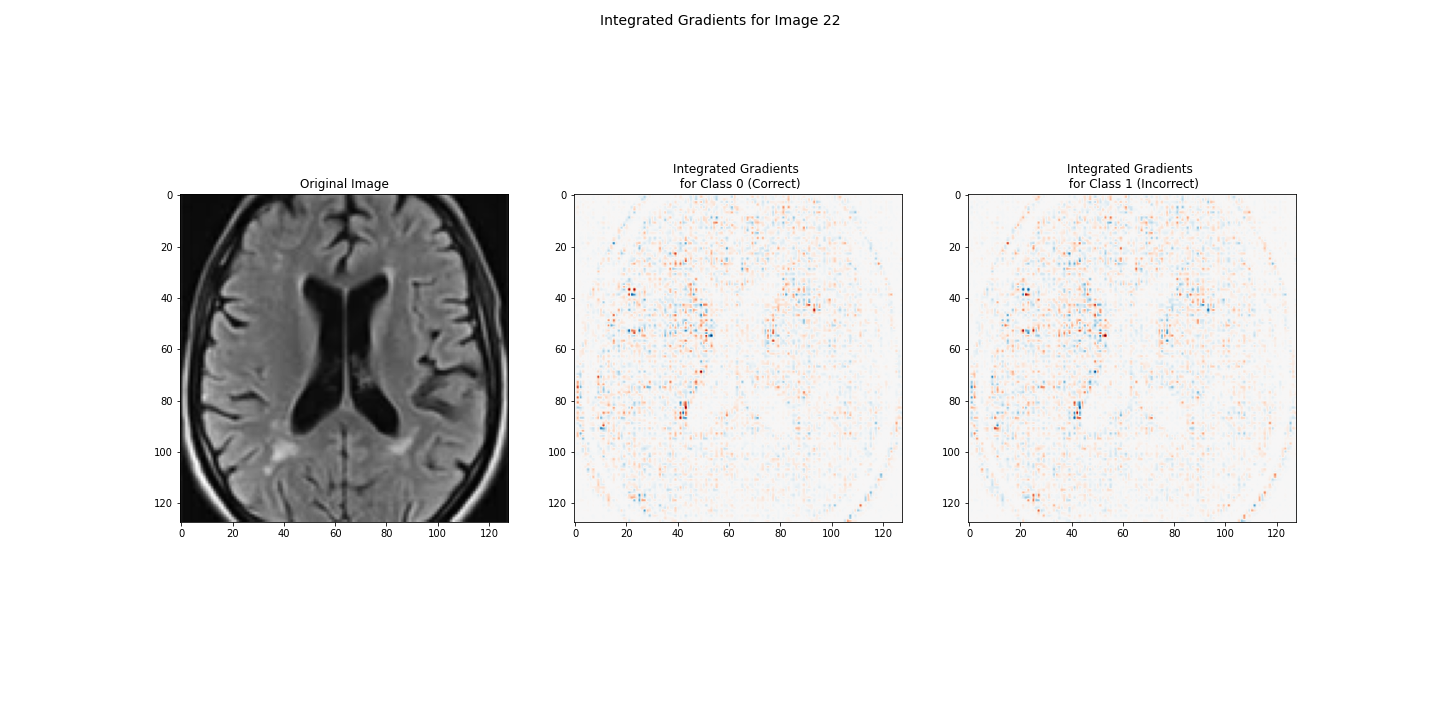 Integrated Gradients for Image 22
Original Image
0
20
40
60
80
100
120
0 20 40 60 80 100 120
Integrated Gradients
for Class 0 (Correct)
0
20
40
60
80
100
120
0 20 40 60 80 100 120
Integrated Gradients
for Class 1 (Incorrect)
0
20
40
60
80
100
120
0 20 40 60 80 100 120